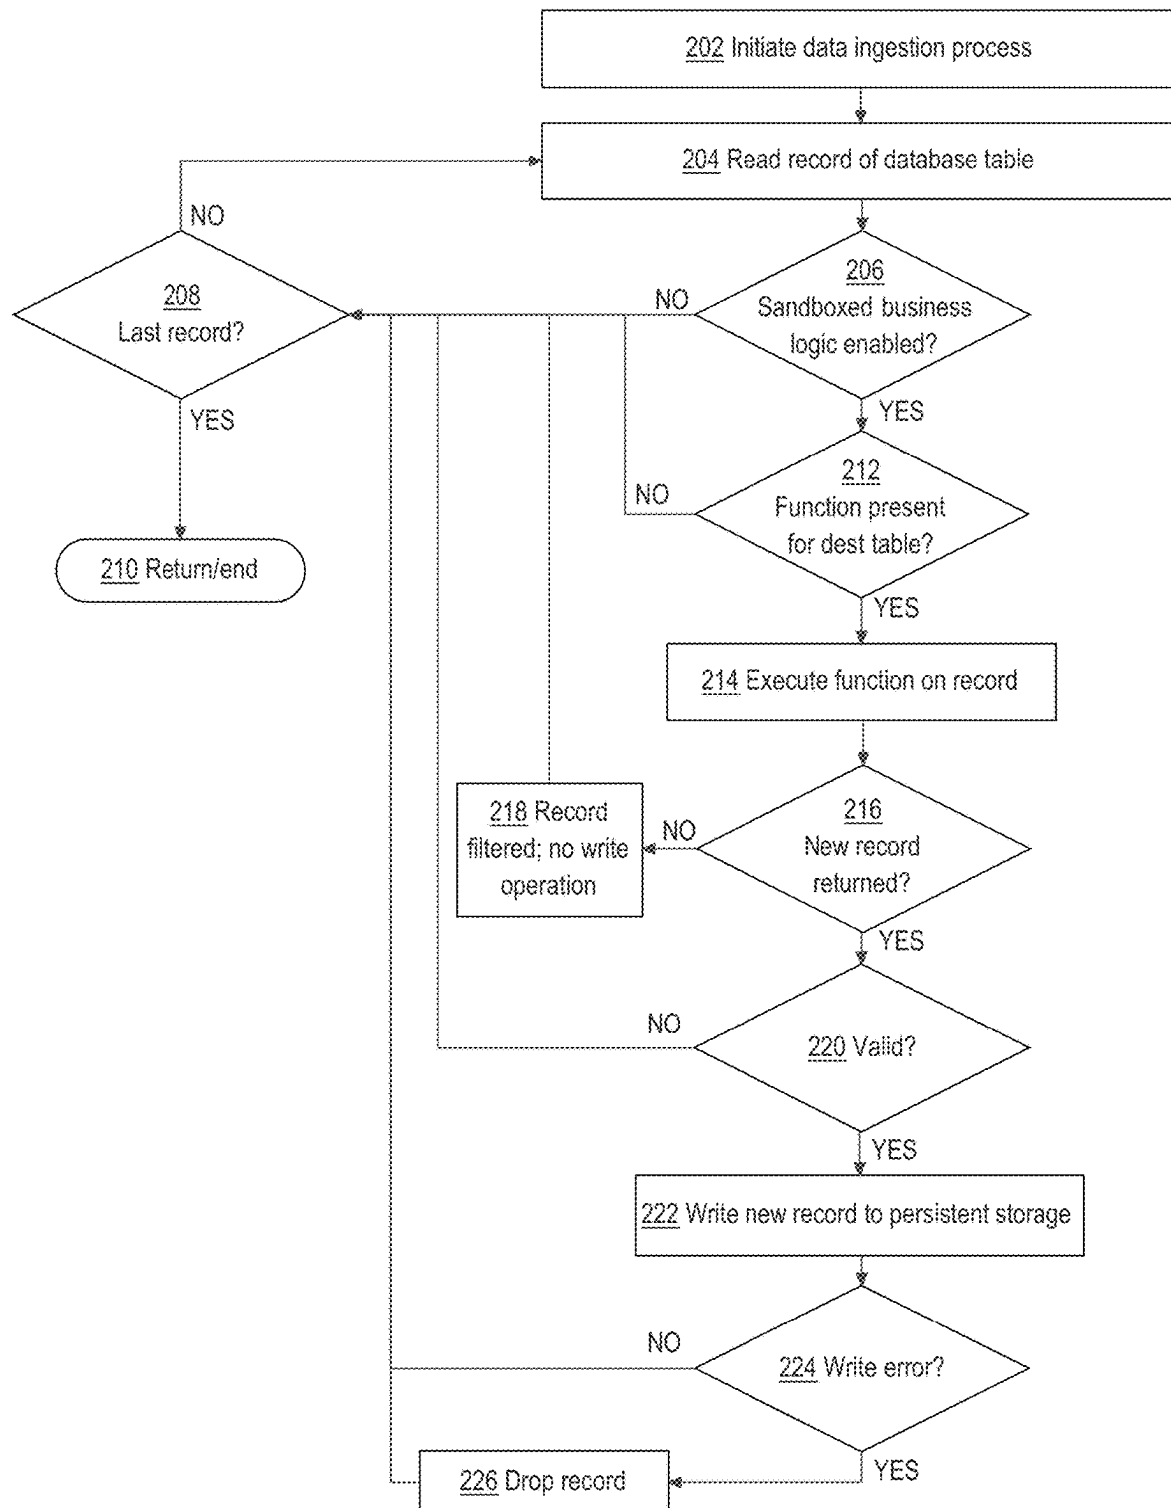 202 Initiate data ingestion process
204 Read record of database table
NO
208
Last record?
YES
210 Return/end
206
Sandboxed business
logic enabled?
NO
YES
212
Function present
for dest table?
NO
YES
214 Execute function on record
216
New record
returned?
NO
218 Record
filtered; no write
operation
YES
220 Valid?
NO
YES
222 Write new record to persistent storage
224 Write error?
NO
YES
226 Drop record